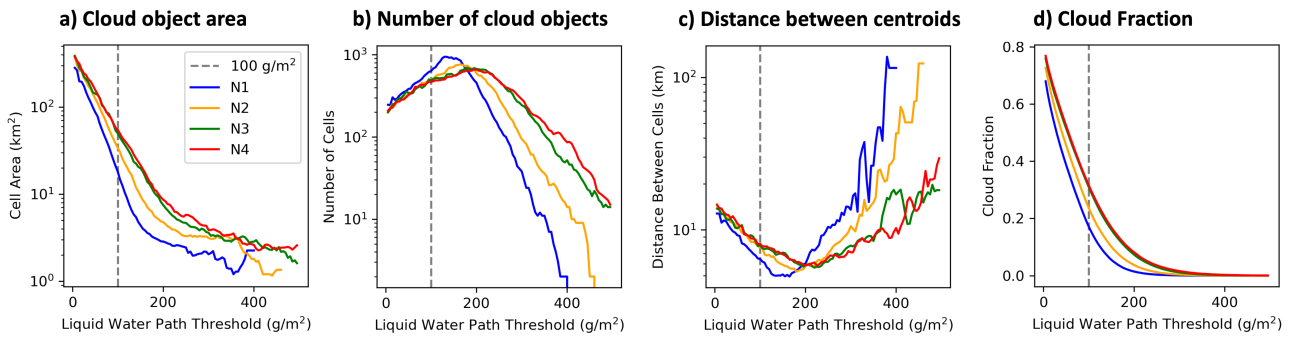 a) Cloud object area
Cell Area (km²)
10²
10¹
10⁰
100 g/m²
N1
N2
N3
N4
0
200
400
Liquid Water Path Threshold (g/m²)
b) Number of cloud objects
Number of Cells
10³
10²
10¹
0
200
400
Liquid Water Path Threshold (g/m²)
c) Distance between centroids
Distance Between Cells (km)
10²
10¹
0
200
400
Liquid Water Path Threshold (g/m²)
d) Cloud Fraction
Cloud Fraction
0.8
0.6
0.4
0.2
0.0
0
200
400
Liquid Water Path Threshold (g/m²)